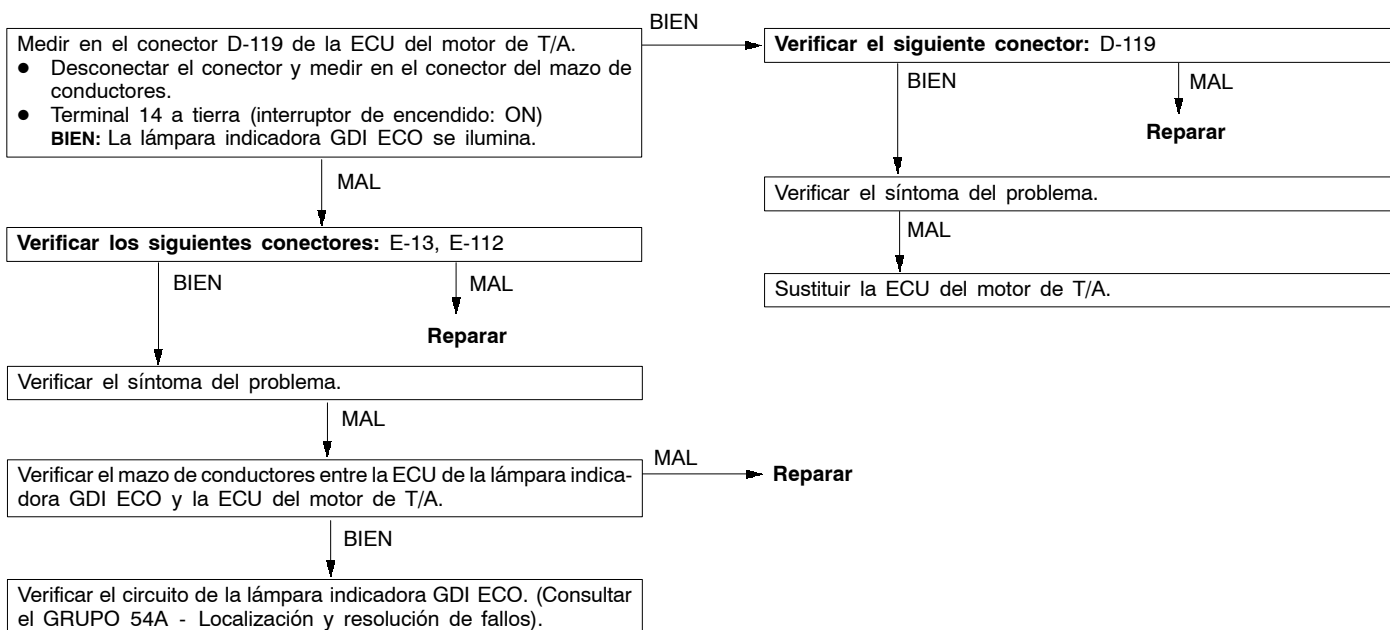 Medir en el conector D-119 de la ECU del motor de T/A.
● Desconectar el conector y medir en el conector del mazo de
conductores.
● Terminal 14 a tierra (interruptor de encendido: ON)
BIEN: La lámpara indicadora GDI ECO se ilumina.
BIEN
Verificar el siguiente conector: D-119
BIEN
MAL
Reparar
Verificar el síntoma del problema.
MAL
Sustituir la ECU del motor de T/A.
MAL
Verificar los siguientes conectores: E-13, E-112
BIEN
MAL
Reparar
Verificar el síntoma del problema.
MAL
Verificar el mazo de conductores entre la ECU de la lámpara indica-
dora GDI ECO y la ECU del motor de T/A.
MAL
Reparar
BIEN
Verificar el circuito de la lámpara indicadora GDI ECO. (Consultar
el GRUPO 54A - Localización y resolución de fallos).